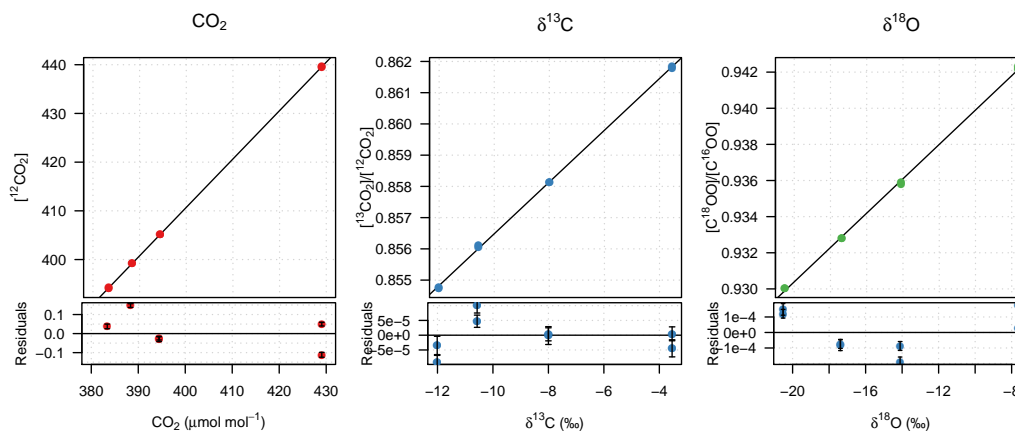 CO₂
[¹²CO₂]
440
430
420
410
400
Residuals
0.1
0.0
−0.1
380
390
400
410
420
430
CO₂ (μmol mol⁻¹)
δ¹³C
[¹³CO₂]/[¹²CO₂]
0.862
0.861
0.860
0.859
0.858
0.857
0.856
0.855
Residuals
5e-5
0e+0
−5e-5
−12
−10
−8
−6
−4
δ¹³C (‰)
δ¹⁸O
[C¹⁸OO]/[C¹⁶OO]
0.942
0.940
0.938
0.936
0.934
0.932
0.930
Residuals
1e-4
0e+0
−1e-4
−20
−16
−12
−8
δ¹⁸O (‰)